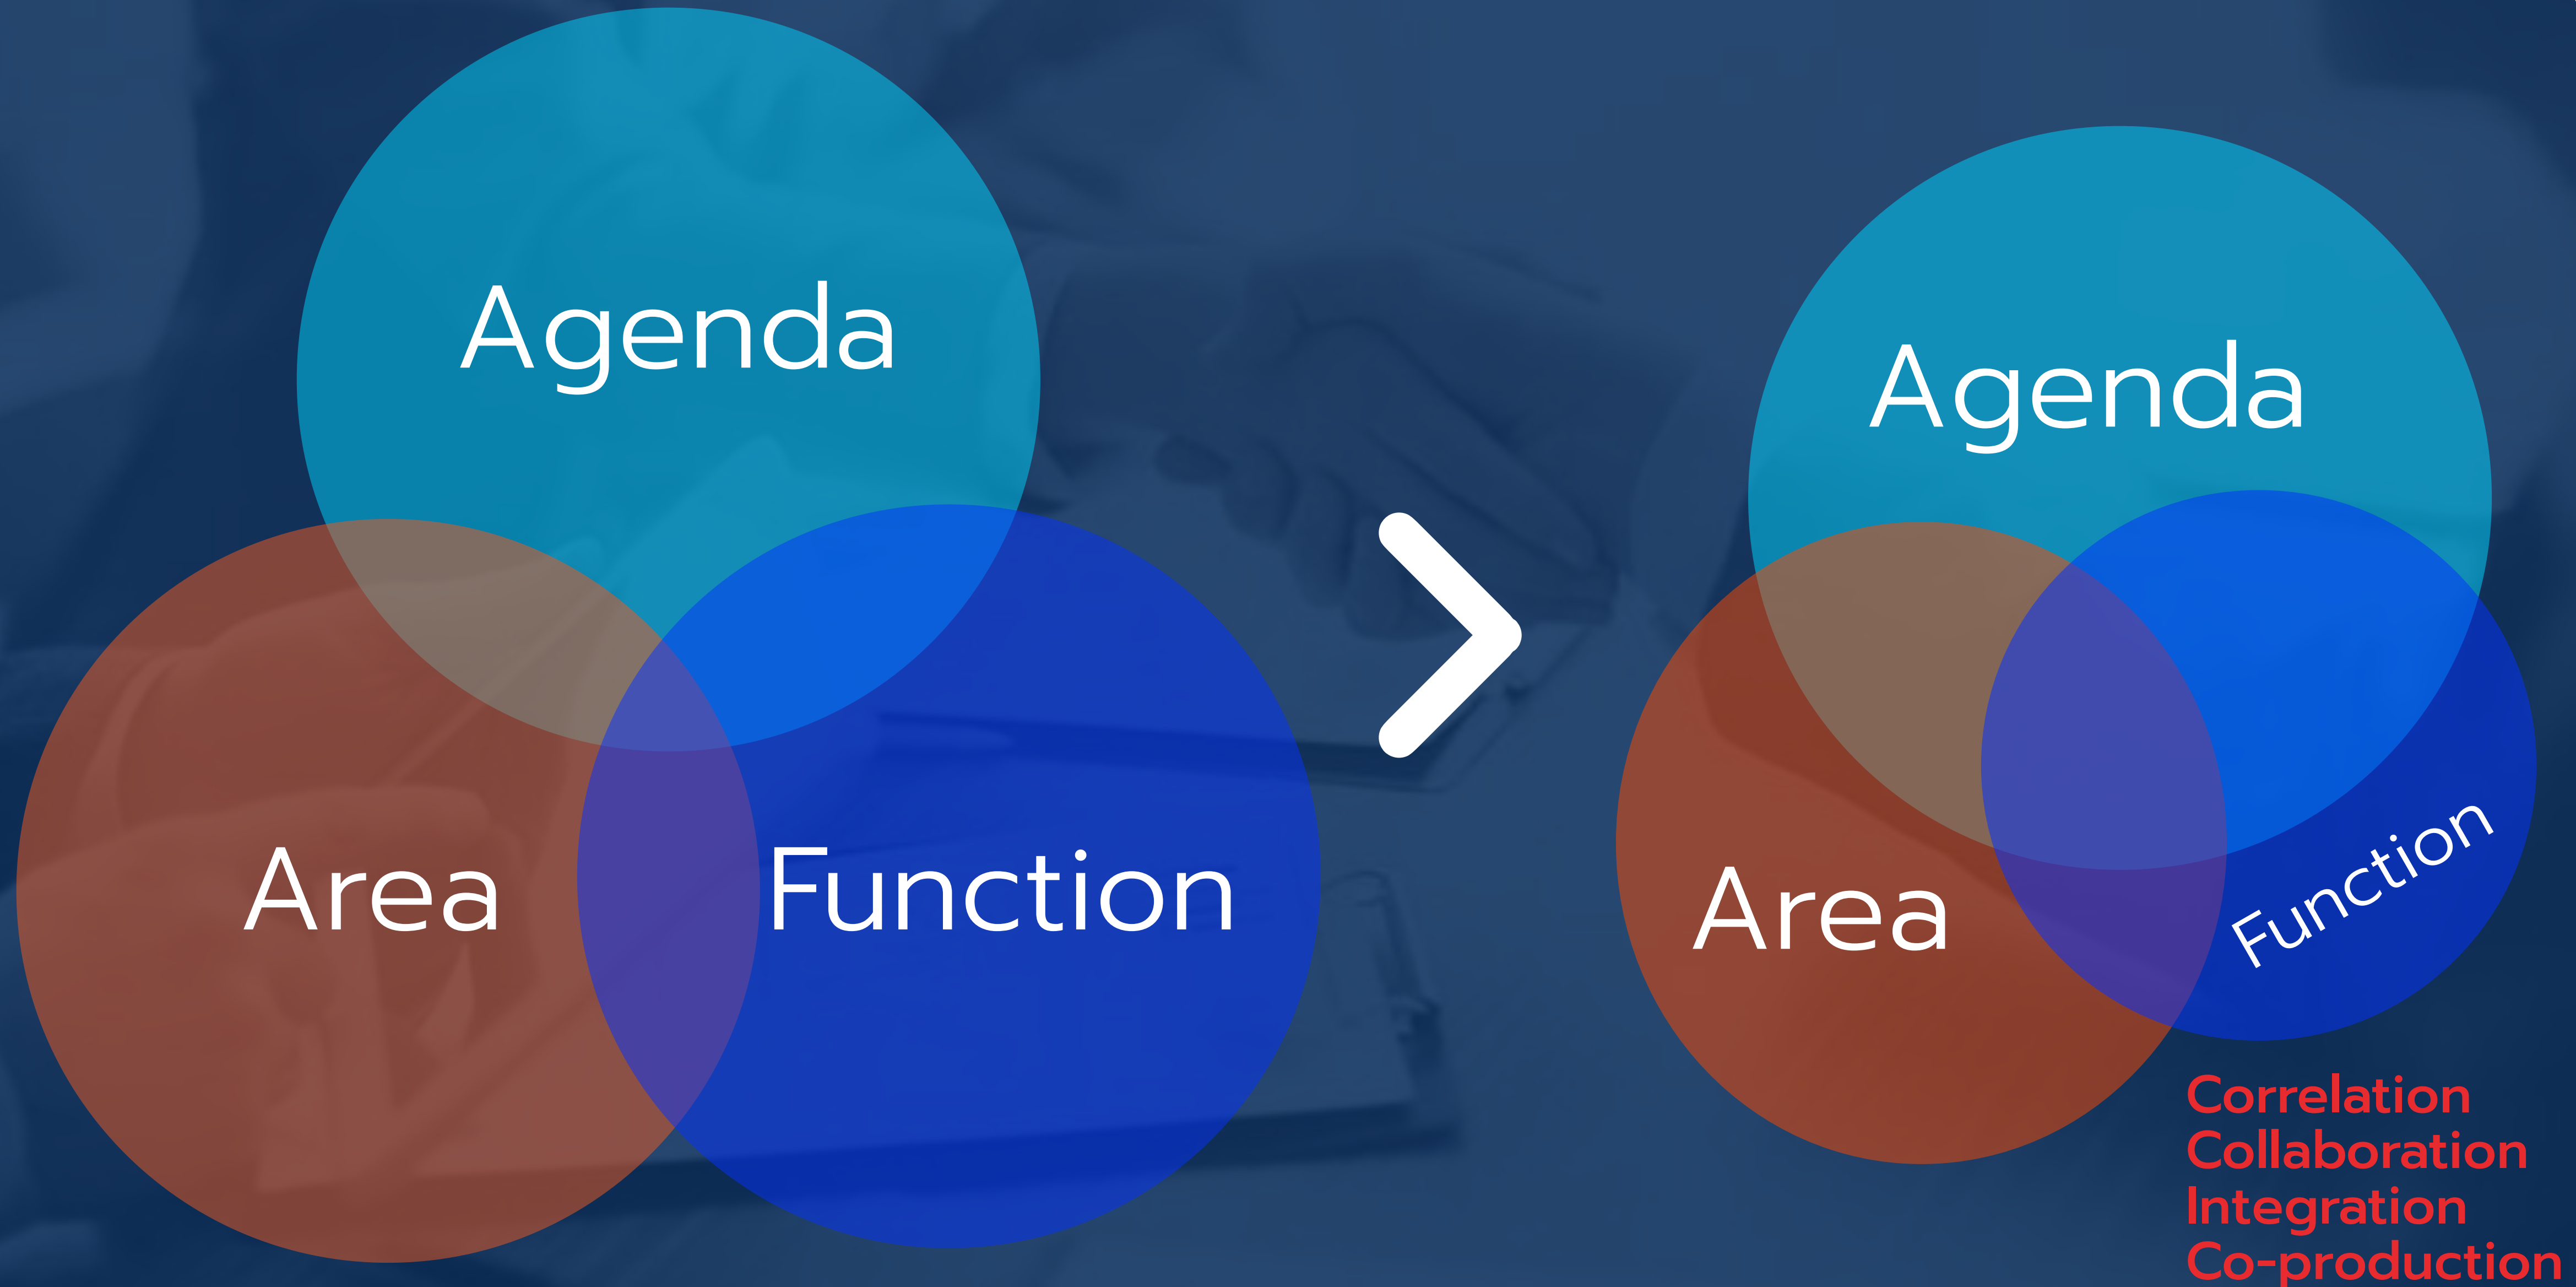 Agenda
Area
Function
Agenda
Area
Function
Correlation
Collaboration
Integration
Co-production